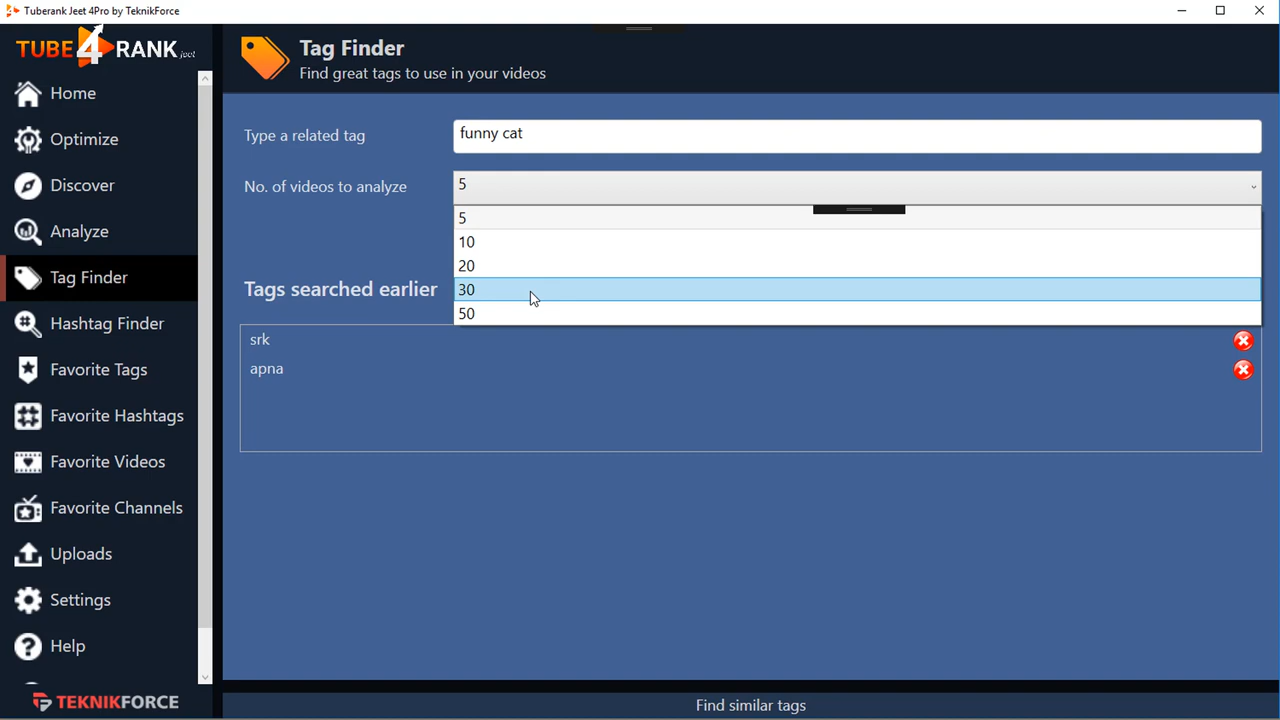 Tuberank Jeet 4Pro by TeknikForce
TUBE4RANK.jeet
Home
Optimize
Discover
Analyze
Tag Finder
Hashtag Finder
Favorite Tags
Favorite Hashtags
Favorite Videos
Favorite Channels
Uploads
Settings
Help
TEKNIKFORCE
Tag Finder
Find great tags to use in your videos
Type a related tag
funny cat
No. of videos to analyze
5
5
10
20
30
50
Tags searched earlier
srk
apna
Find similar tags